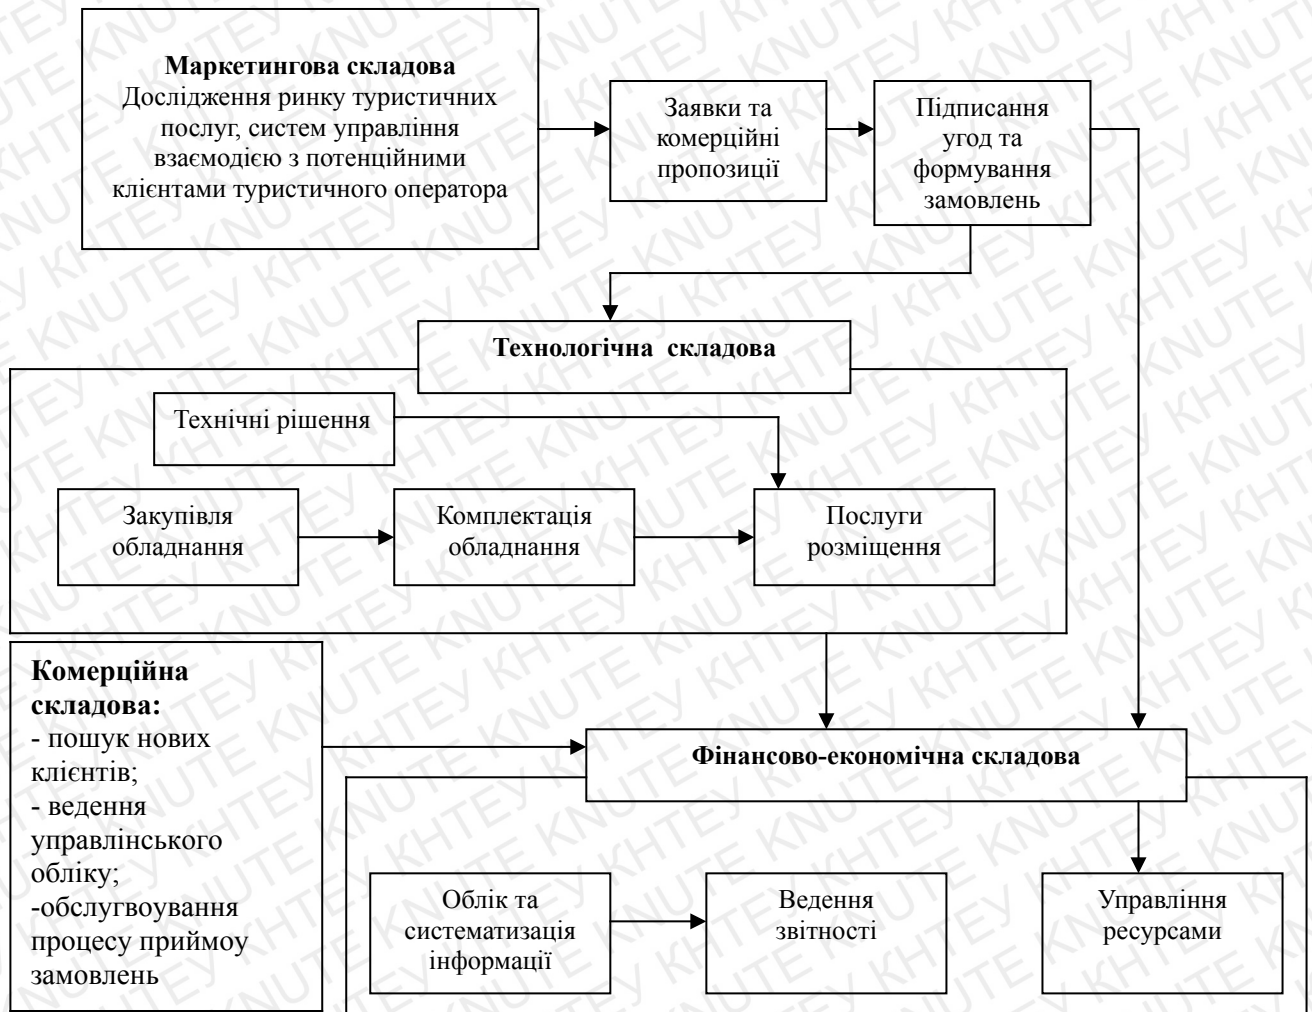 Маркетингова складова
Дослідження ринку туристичних
послуг, систем управління
взаємодією з потенційними
клієнтами туристичного оператора
Заявки та
комерційні
пропозиції
Підписання
угод та
формування
замовлень
Технологічна складова
Технічні рішення
Закупівля
обладнання
Комплектація
обладнання
Послуги
розміщення
Комерційна
складова:
- пошук нових
клієнтів;
- ведення
управлінського
обліку;
-обслугвоування
процесу приймоу
замовлень
Фінансово-економічна складова
Облік та
систематизація
інформації
Ведення
звітності
Управління
ресурсами